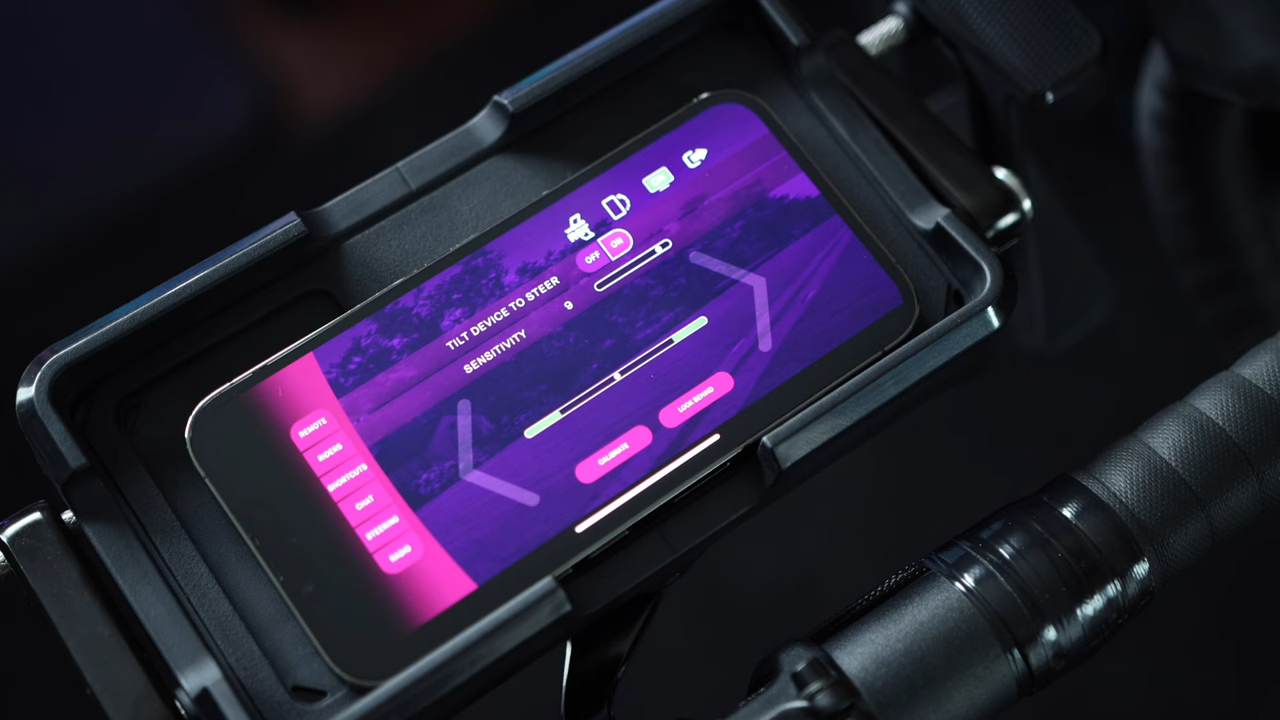 OFF ON
TILT DEVICE TO STEER
SENSITIVITY 9
REMOTE
RIDERS
SHORTCUTS
CHAT
STEERING
RADIO
CALIBRATE
LOOK BEHIND